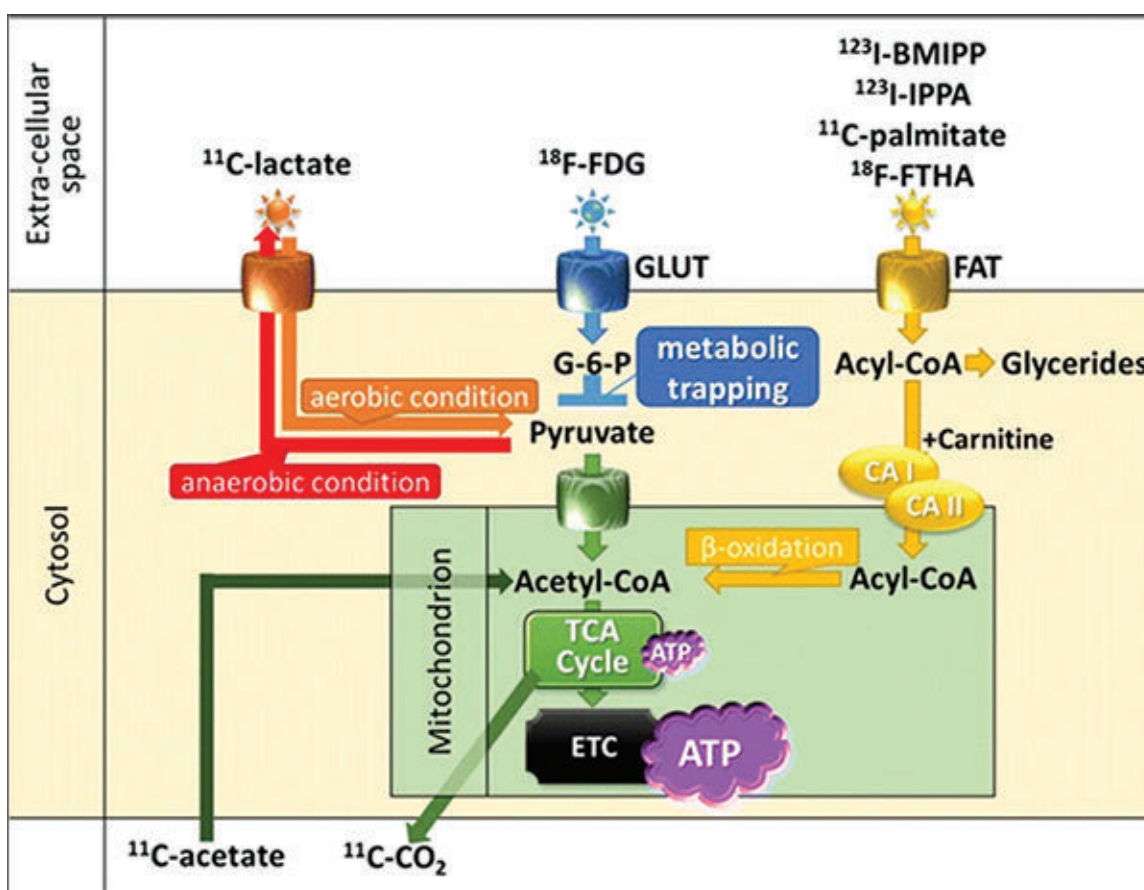 Extra-cellular
space
¹²³I-BMIPP
¹²³I-IPPA
¹¹C-palmitate
¹⁸F-FTHA
¹¹C-lactate
¹⁸F-FDG
GLUT
FAT
Cytosol
G-6-P
metabolic
trapping
Acyl-CoA
Glycerides
aerobic condition
Pyruvate
+Carnitine
anaerobic condition
CA I
CA II
Mitochondrion
β-oxidation
Acetyl-CoA
Acyl-CoA
TCA
Cycle
ATP
ETC
ATP
¹¹C-acetate
¹¹C-CO₂